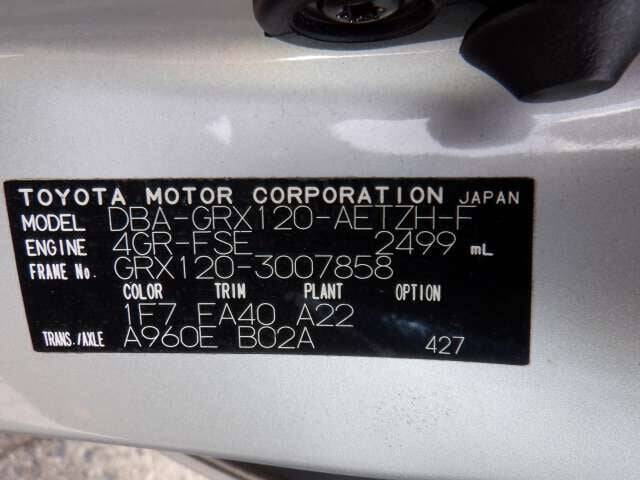 TOYOTA MOTOR CORPORATION JAPAN
MODEL DBA-GRX120-AETZH-F
ENGINE 4GR-FSE 2499 mL
FRAME No. GRX120-3007858
COLOR TRIM PLANT OPTION
1F7 FA40 A22
TRANS./AXLE A960E B02A 427